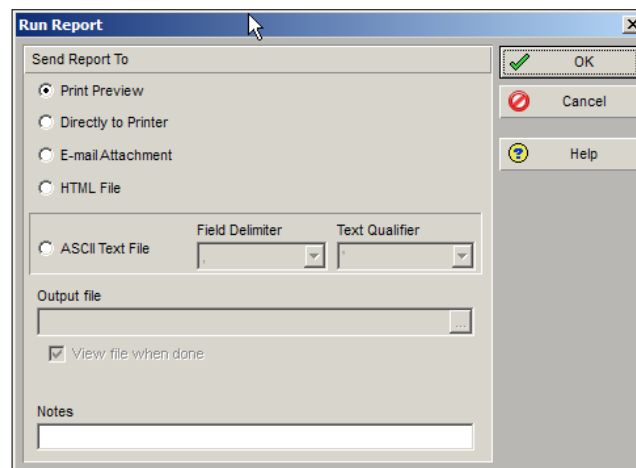 Run Report
Send Report To
Print Preview
Directly to Printer
E-mail Attachment
HTML File
ASCII Text File
Field Delimiter
,
Text Qualifier
Output file
...
View file when done
Notes
OK
Cancel
Help